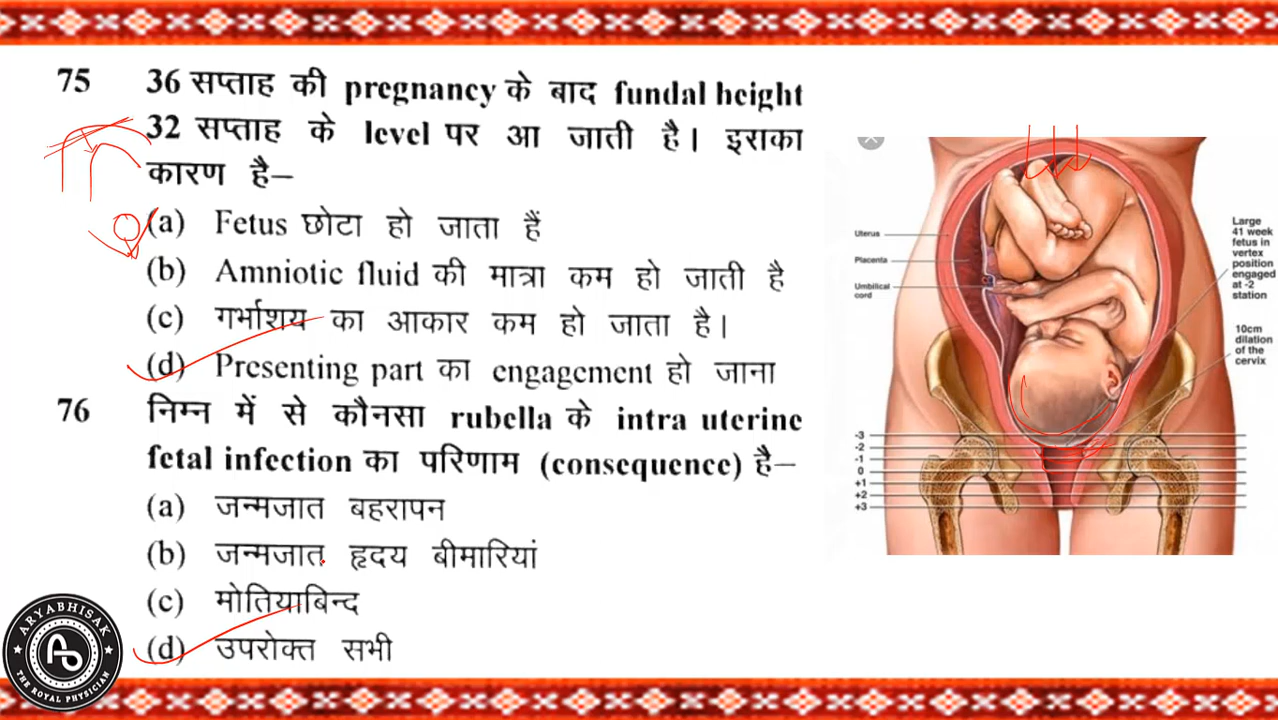 75 36 सप्ताह की pregnancy के बाद fundal height
32 सप्ताह के level पर आ जाती है। इराका
कारण है–
(a) Fetus छोटा हो जाता हैं
(b) Amniotic fluid की मात्रा कम हो जाती है
(c) गर्भाशय का आकार कम हो जाता है।
(d) Presenting part का engagement हो जाना
76 निम्न में से कौनसा rubella के intra uterine
fetal infection का परिणाम (consequence) है–
(a) जन्मजात बहरापन
(b) जन्मजात हृदय बीमारियां
(c) मोतियाबिन्द
(d) उपरोक्त सभी
Uterus
Placenta
Umbilical
cord
Large
41 week
fetus in
vertex
position
engaged
at -2
station
10cm
dilation
of the
cervix
-3
-2
-1
0
+1
+2
+3
ARYABHISAK
THE ROYAL PHYSICIAN